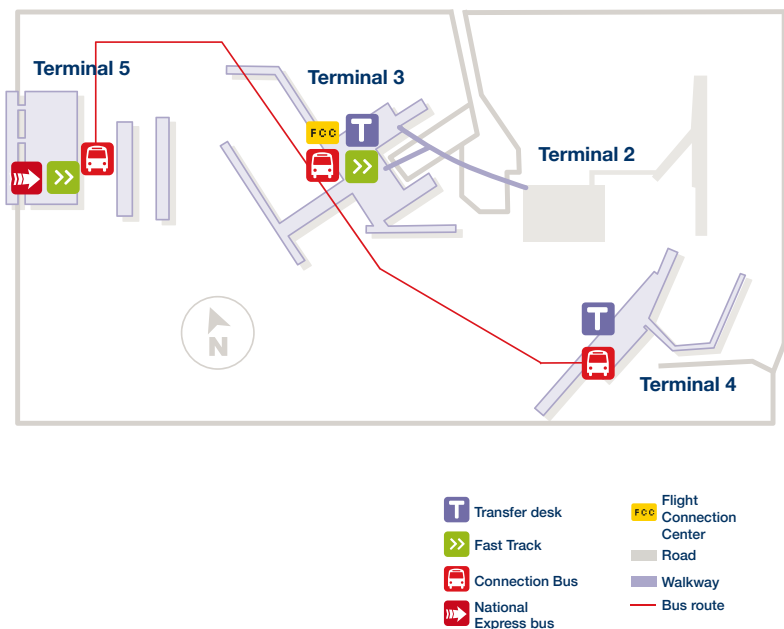 Terminal 5
Terminal 3
FCC
T
Terminal 2
N
T
Terminal 4
T Transfer desk
Fast Track
Connection Bus
National
Express bus
FCC Flight
Connection
Center
Road
Walkway
Bus route